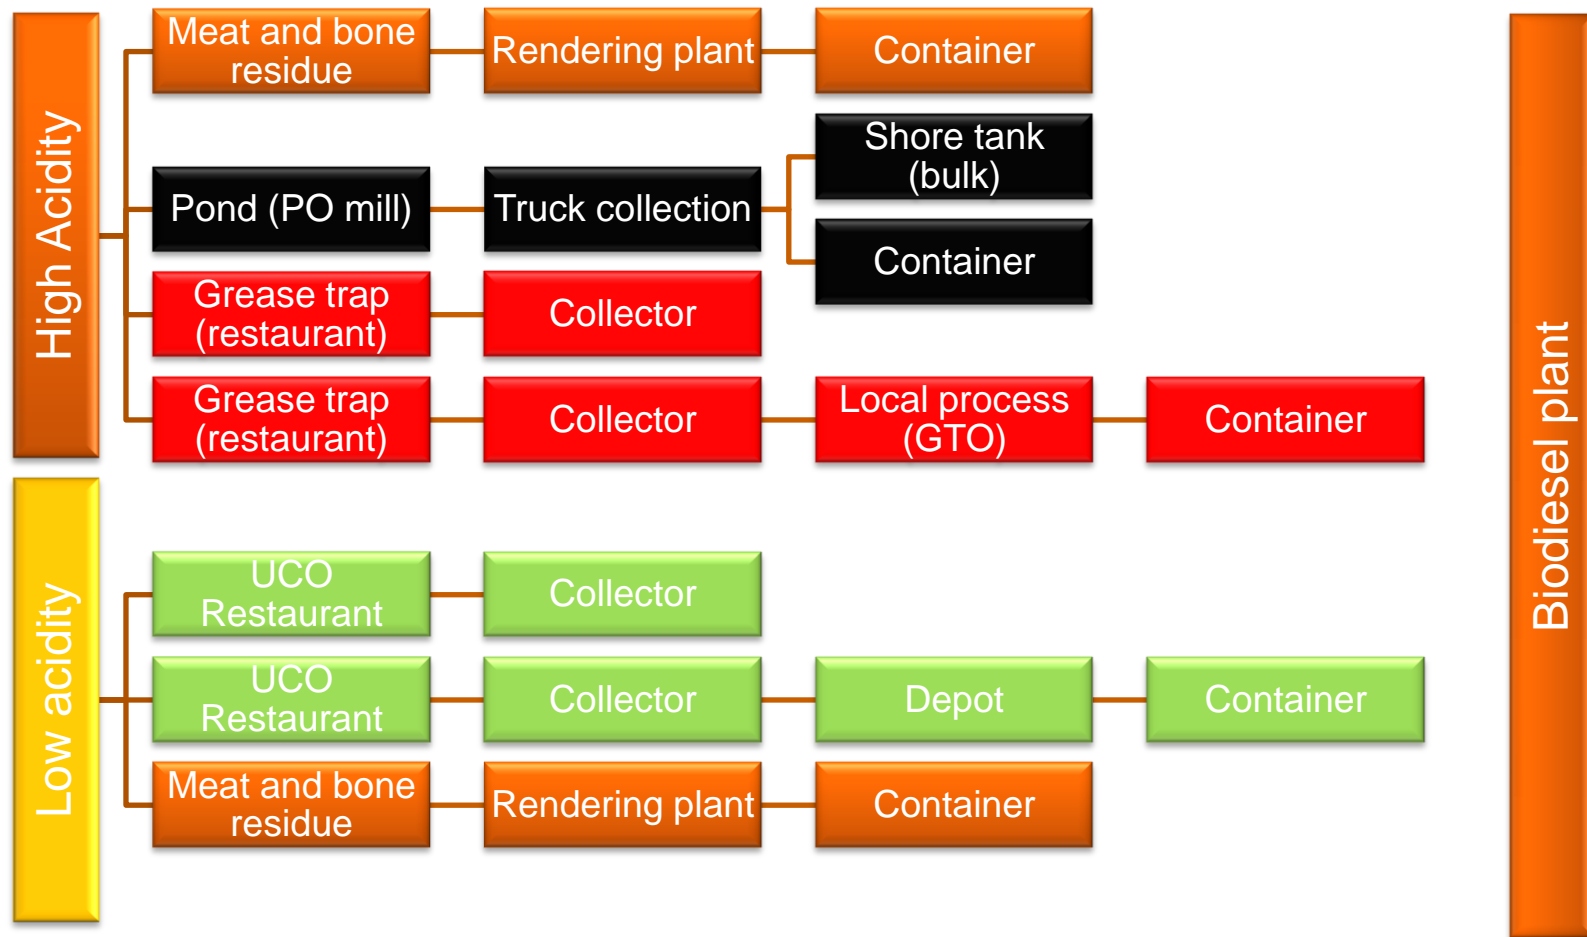 High Acidity
Meat and bone
residue
Rendering plant
Container
Pond (PO mill)
Truck collection
Shore tank
(bulk)
Container
Grease trap
(restaurant)
Collector
Grease trap
(restaurant)
Collector
Local process
(GTO)
Container
Low acidity
UCO
Restaurant
Collector
UCO
Restaurant
Collector
Depot
Container
Meat and bone
residue
Rendering plant
Container
Biodiesel plant